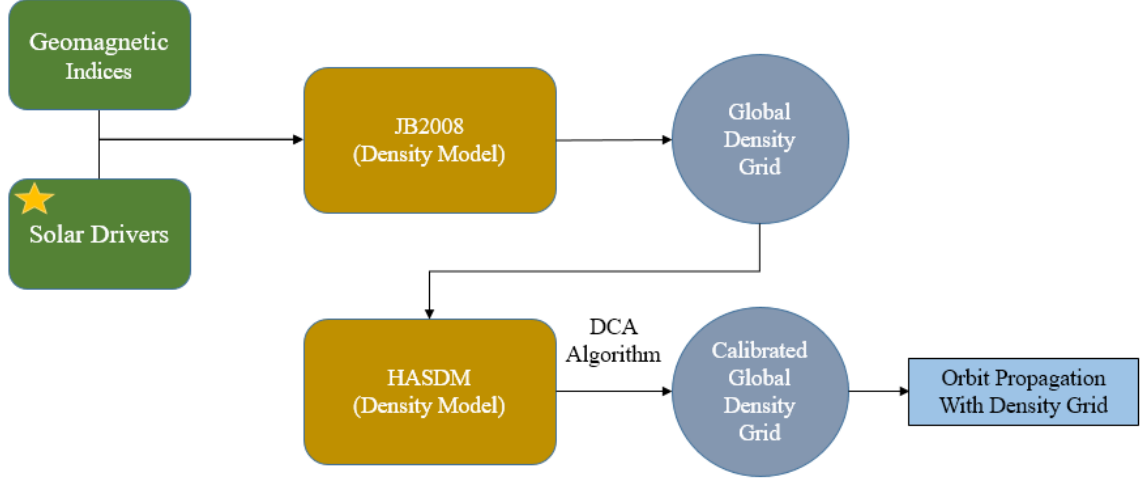 Geomagnetic
Indices
JB2008
(Density Model)
Global
Density
Grid
Solar Drivers
HASDM
(Density Model)
DCA
Algorithm
Calibrated
Global
Density
Grid
Orbit Propagation
With Density Grid